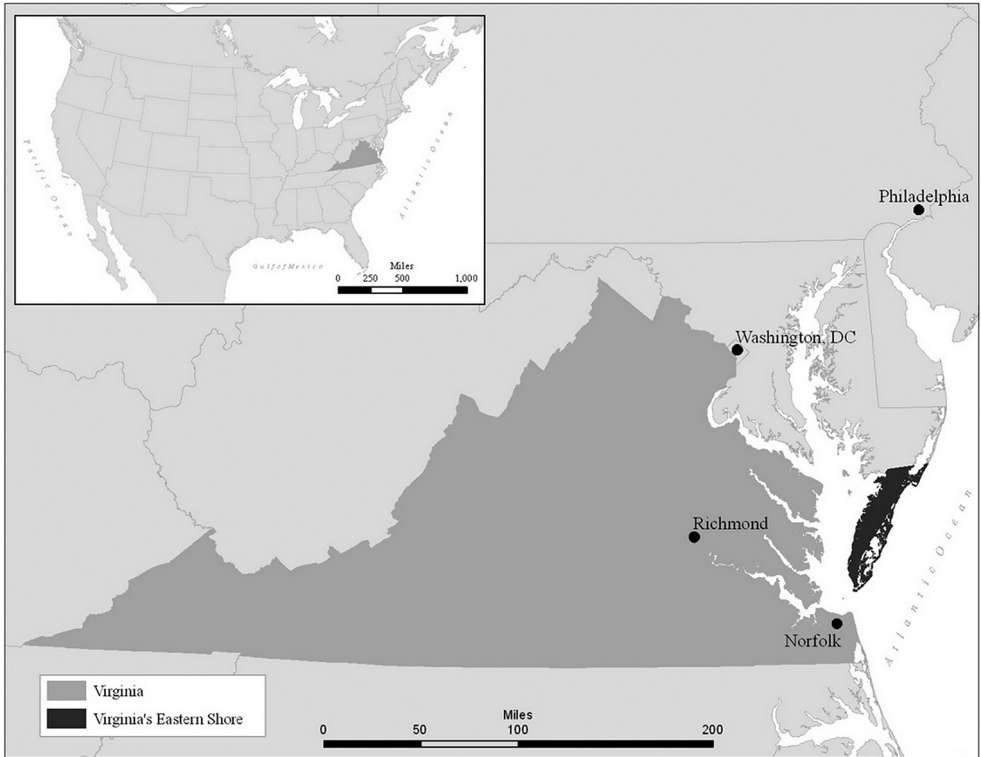 Pacific Ocean
Atlantic Ocean
Gulf of Mexico
Miles
0 250 500 1,000
Philadelphia
Washington, DC
Richmond
Norfolk
Atlantic Ocean
Virginia
Virginia's Eastern Shore
Miles
0 50 100 200